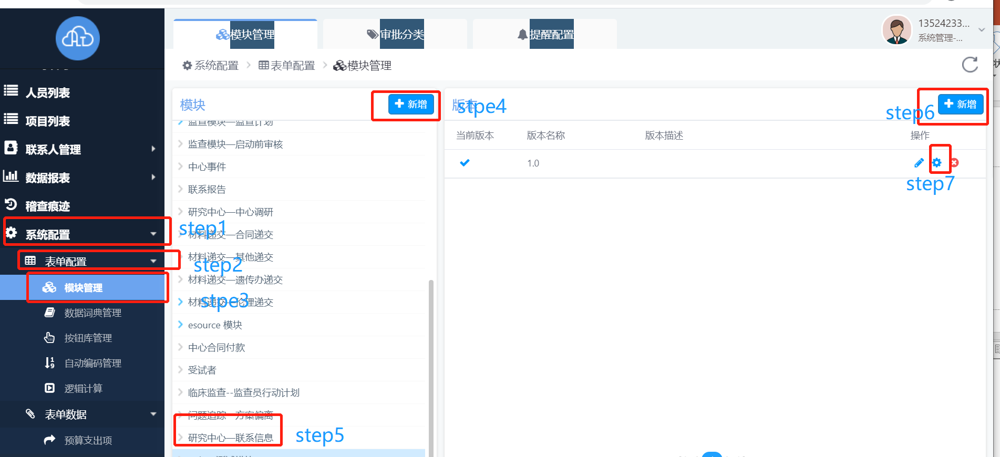 模块管理
审批分类
提醒配置
13524233...
系统管理-...
系统配置
表单配置
模块管理
人员列表
项目列表
联系人管理
数据报表
稽查痕迹
系统配置
step1
表单配置
step2
模块管理
stpe3
数据词典管理
按钮库管理
自动编码管理
逻辑计算
表单数据
预算支出项
模块
新增
stpe4
监查模块—监查计划
监查模块—启动前审核
中心事件
联系报告
研究中心—中心调研
材料递交—合同递交
材料递交—其他递交
材料递交—遗传办递交
材料递交—伦理递交
esource 模块
中心合同付款
受试者
临床监查--监查员行动计划
问题追踪—方案偏离
研究中心—联系信息
step5
版本
step6
新增
当前版本 版本名称 版本描述 操作
1.0
step7
状